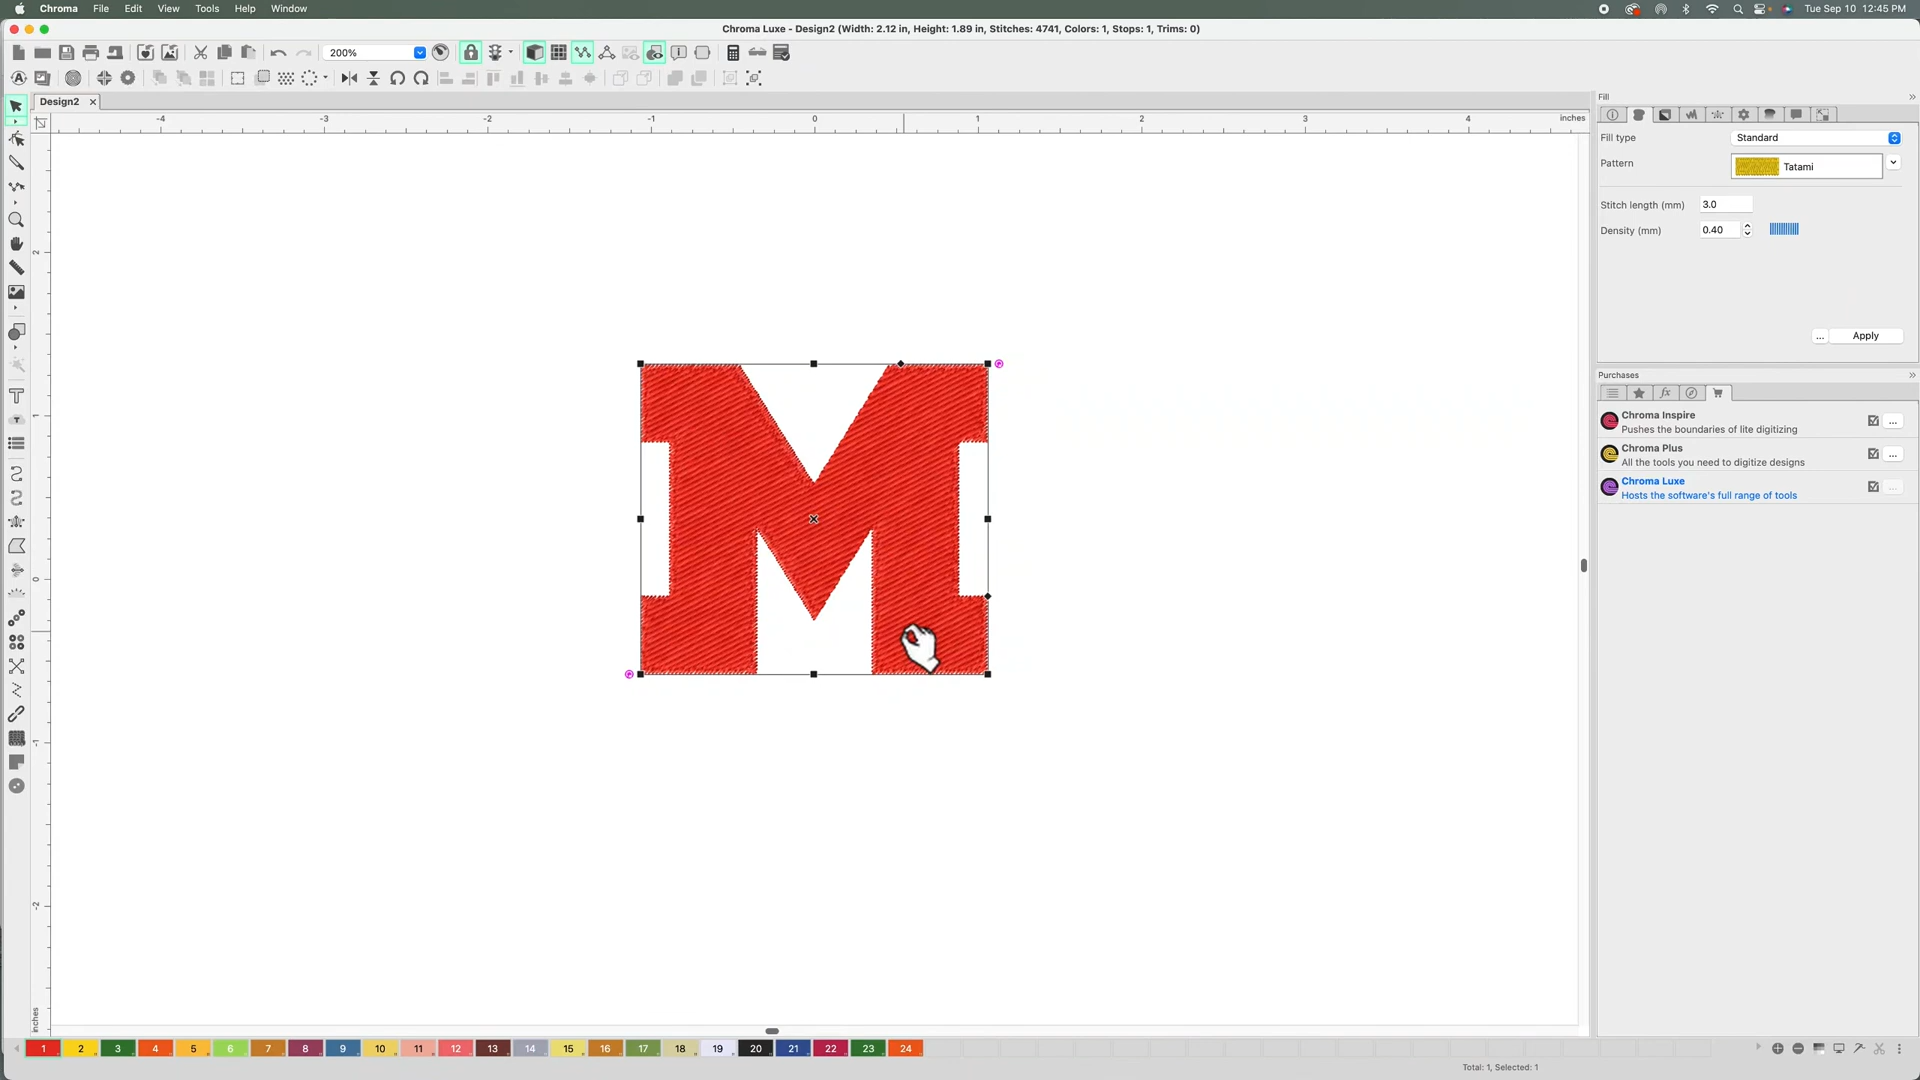 Chroma File Edit View Tools Help Window Tue Sep 10 12:45 PM
Chroma Luxe - Design2 (Width: 2.12 in, Height: 1.89 in, Stitches: 4741, Colors: 1, Stops: 1, Trims: 0)
200%
Design2
-4 -3 -2 -1 0 1 2 3 4 inches
2
1
0
-1
-2
inches
M
Fill
Fill type Standard
Pattern Tatami
Stitch length (mm) 3.0
Density (mm) 0.40
... Apply
Purchases
Chroma Inspire
Pushes the boundaries of lite digitizing
...
Chroma Plus
All the tools you need to digitize designs
...
Chroma Luxe
Hosts the software's full range of tools
...
1 2 3 4 5 6 7 8 9 10 11 12 13 14 15 16 17 18 19 20 21 22 23 24
Total: 1, Selected: 1